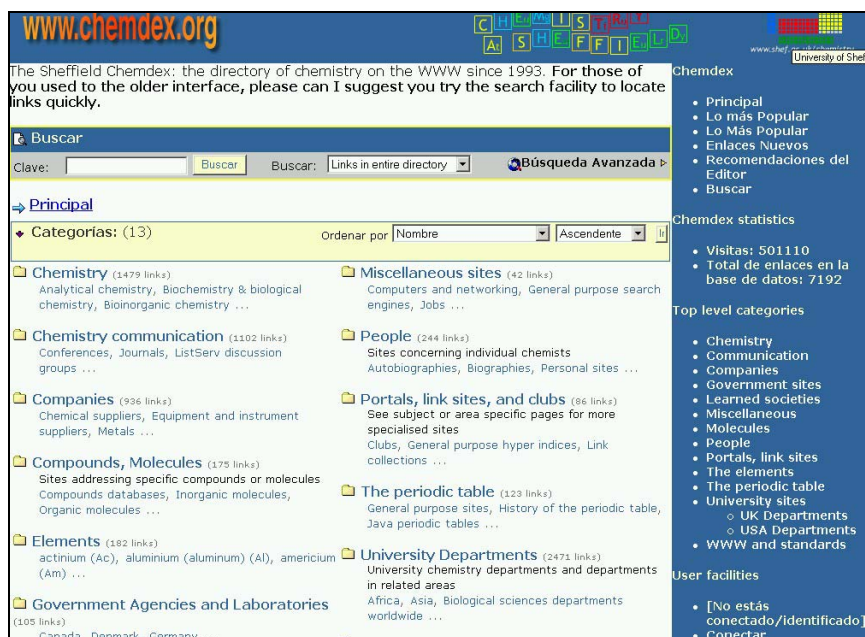 www.chemdex.org
CHEmISTRY
At SHEFFIElDy
www.shef.ac.uk/chemistry
University of Shef
The Sheffield Chemdex: the directory of chemistry on the WWW since 1993. For those of
you used to the older interface, please can I suggest you try the search facility to locate
links quickly.
Buscar
Clave:
Buscar
Buscar:
Links in entire directory
Búsqueda Avanzada
Principal
Categorías: (13)
Ordenar por
Nombre
Ascendente
Ir
Chemistry (1479 links)
Analytical chemistry, Biochemistry & biological
chemistry, Bioinorganic chemistry ...
Chemistry communication (1102 links)
Conferences, Journals, ListServ discussion
groups ...
Companies (936 links)
Chemical suppliers, Equipment and instrument
suppliers, Metals ...
Compounds, Molecules (175 links)
Sites addressing specific compounds or molecules
Compounds databases, Inorganic molecules,
Organic molecules ...
Elements (182 links)
actinium (Ac), aluminium (aluminum) (Al), americium
(Am) ...
Government Agencies and Laboratories
(105 links)
Canada, Denmark, Germany
Miscellaneous sites (42 links)
Computers and networking, General purpose search
engines, Jobs ...
People (244 links)
Sites concerning individual chemists
Autobiographies, Biographies, Personal sites ...
Portals, link sites, and clubs (86 links)
See subject or area specific pages for more
specialised sites
Clubs, General purpose hyper indices, Link
collections ...
The periodic table (123 links)
General purpose sites, History of the periodic table,
Java periodic tables ...
University Departments (2471 links)
University chemistry departments and departments
in related areas
Africa, Asia, Biological sciences departments
worldwide ...
Chemdex
Principal
Lo más Popular
Lo Más Popular
Enlaces Nuevos
Recomendaciones del
Editor
Buscar
Chemdex statistics
Visitas: 501110
Total de enlaces en la
base de datos: 7192
Top level categories
Chemistry
Communication
Companies
Government sites
Learned societies
Miscellaneous
Molecules
People
Portals, link sites
The elements
The periodic table
University sites
UK Departments
USA Departments
WWW and standards
User facilities
[No estás
conectado/identificado]
Conectar